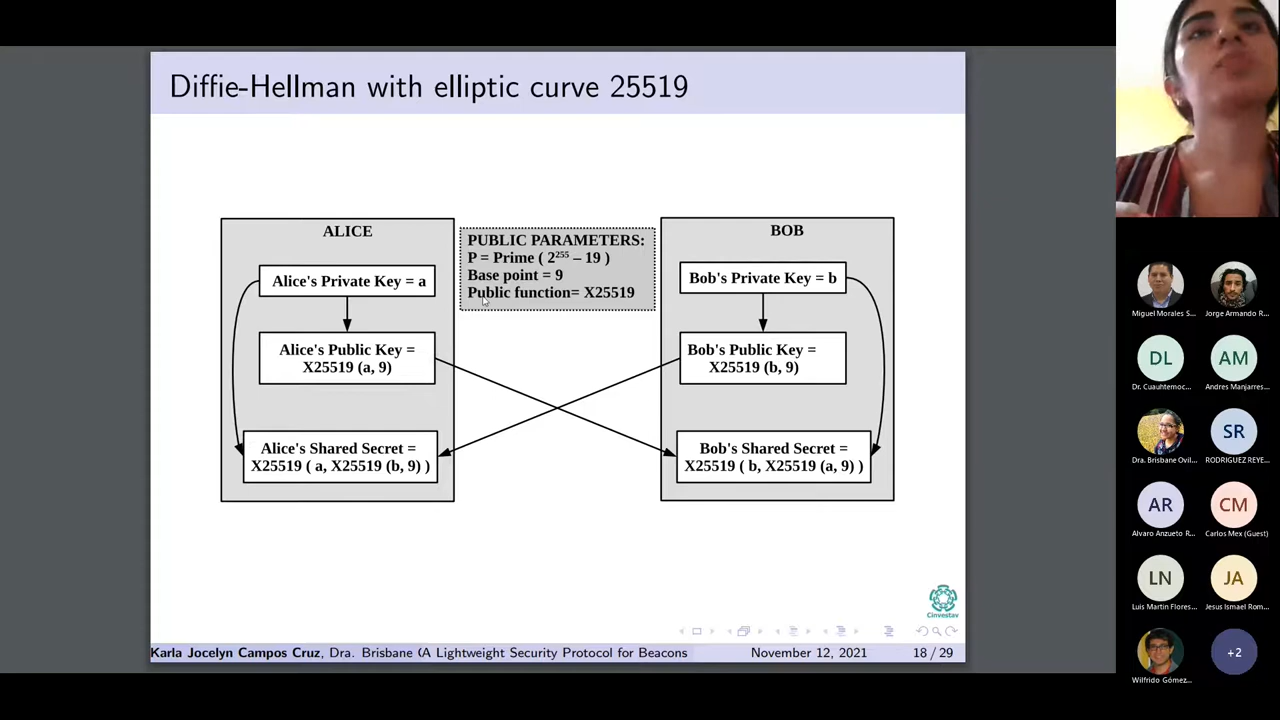 Diffie-Hellman with elliptic curve 25519
ALICE
Alice's Private Key = a
Alice's Public Key =
X25519 (a, 9)
Alice's Shared Secret =
X25519 ( a, X25519 (b, 9) )
PUBLIC PARAMETERS:
P = Prime ( 2²⁵⁵ – 19 )
Base point = 9
Public function= X25519
BOB
Bob's Private Key = b
Bob's Public Key =
X25519 (b, 9)
Bob's Shared Secret =
X25519 ( b, X25519 (a, 9) )
Cinvestav
Karla Jocelyn Campos Cruz, Dra. Brisbane (A Lightweight Security Protocol for Beacons
November 12, 2021
18 / 29
Miguel Morales S...
Jorge Armando R...
DL
Dr. Cuauhtemoc...
AM
Andres Manjarres...
Dra. Brisbane Ovil...
SR
RODRIGUEZ REYE...
AR
Alvaro Anzueto R...
CM
Carlos Mex (Guest)
LN
Luis Martin Flores...
JA
Jesus Ismael Rom...
Wilfrido Gómez...
+2